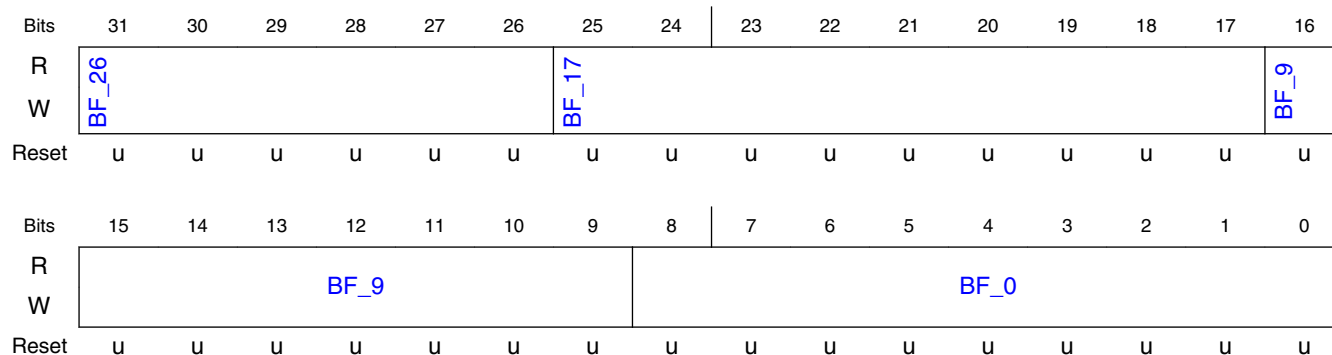 Bits 31 30 29 28 27 26 25 24 23 22 21 20 19 18 17 16
R BF_26 BF_17 BF_9
W
Reset u u u u u u u u u u u u u u u u
Bits 15 14 13 12 11 10 9 8 7 6 5 4 3 2 1 0
R
BF_9 BF_0
W
Reset u u u u u u u u u u u u u u u u